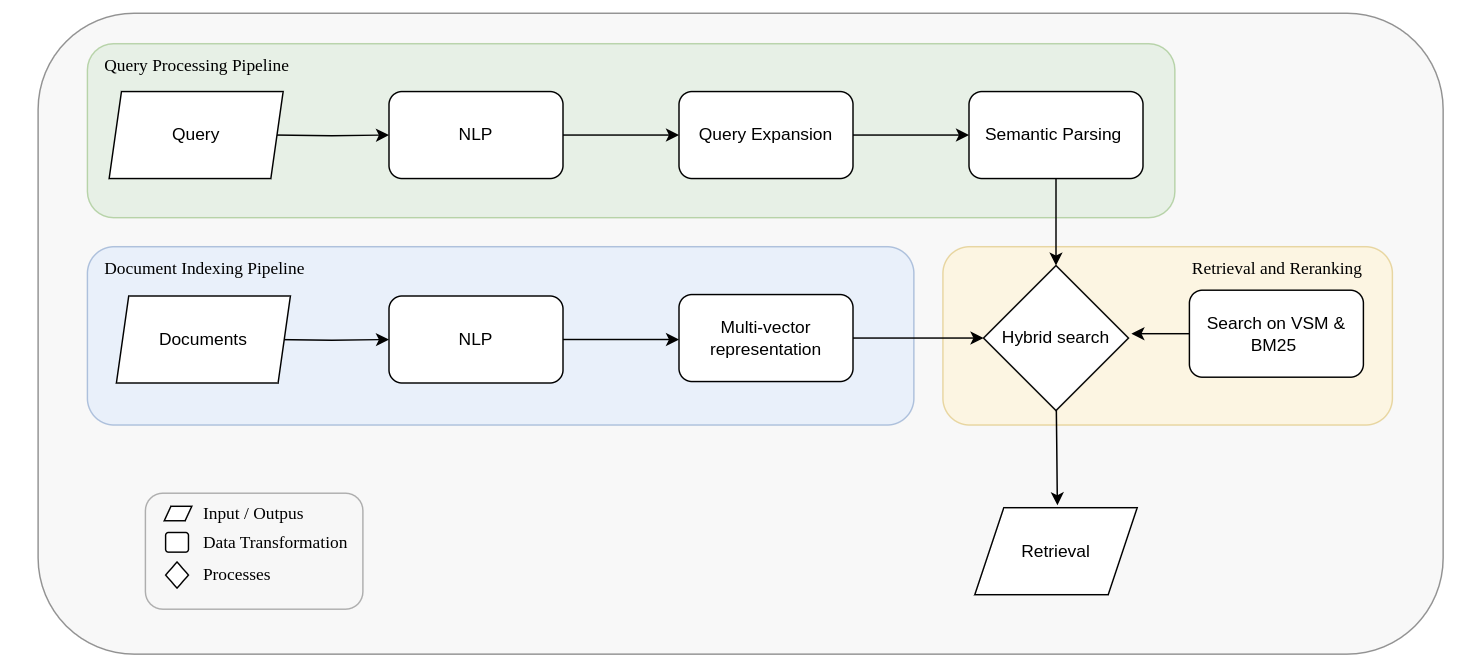 Query Processing Pipeline
Query
NLP
Query Expansion
Semantic Parsing
Document Indexing Pipeline
Documents
NLP
Multi-vector
representation
Retrieval and Reranking
Hybrid search
Search on VSM &
BM25
Input / Outpus
Data Transformation
Processes
Retrieval